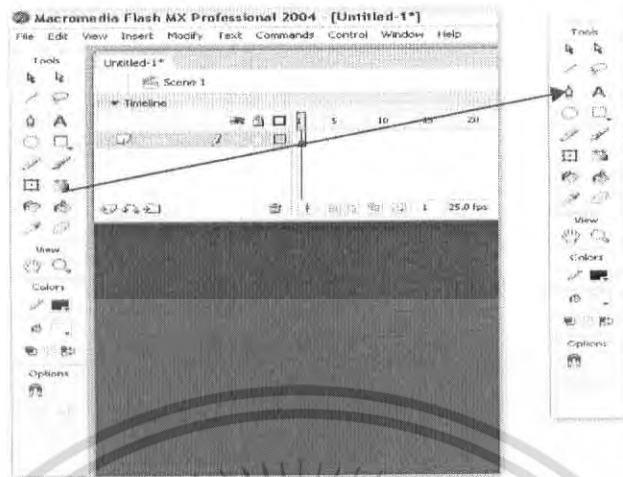 Macromedia Flash MX Professional 2004 - [Untitled-1*]
File Edit View Insert Modify Text Commands Control Window Help
Tools
Untitled-1*
Scene 1
Timeline
5 10 15 20
1 25.0 fps
View
Colors
Options
Tools
View
Colors
Options